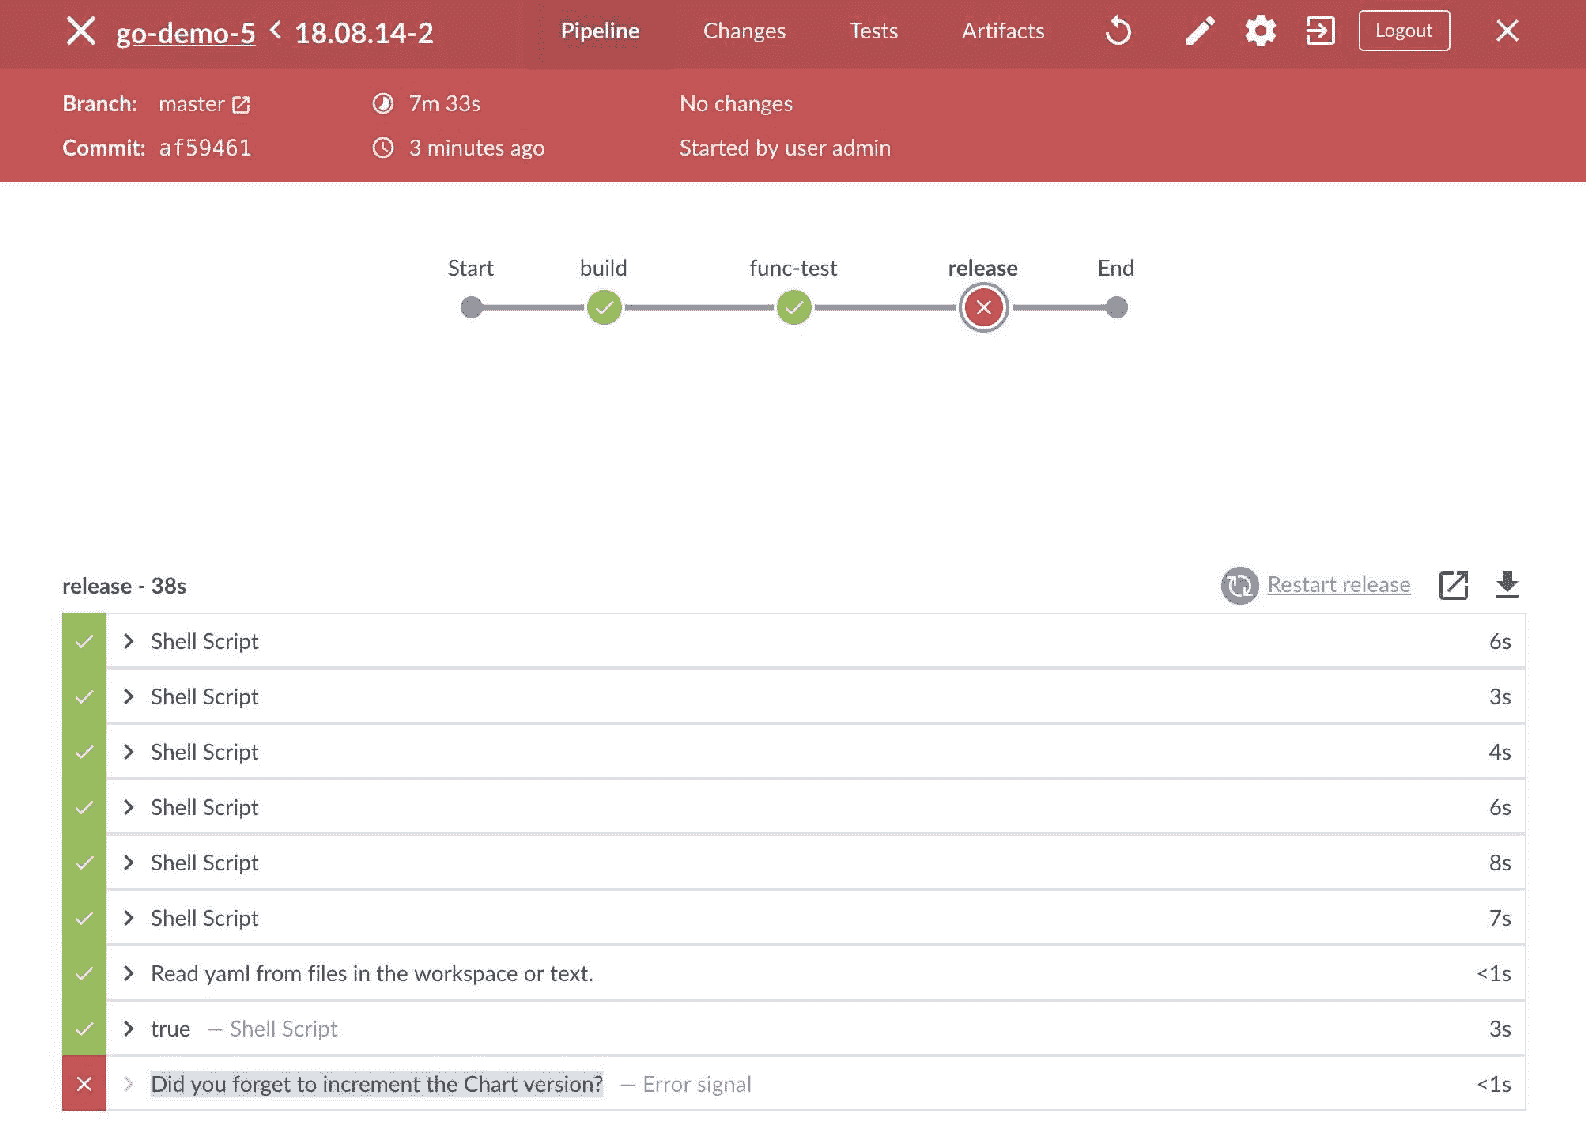 go-demo-5 < 18.08.14-2 Pipeline Changes Tests Artifacts Logout
Branch: master 7m 33s No changes
Commit: af59461 3 minutes ago Started by user admin
Start build func-test release End
release - 38s Restart release
Shell Script 6s
Shell Script 3s
Shell Script 4s
Shell Script 6s
Shell Script 8s
Shell Script 7s
Read yaml from files in the workspace or text. <1s
true — Shell Script 3s
Did you forget to increment the Chart version? — Error signal <1s